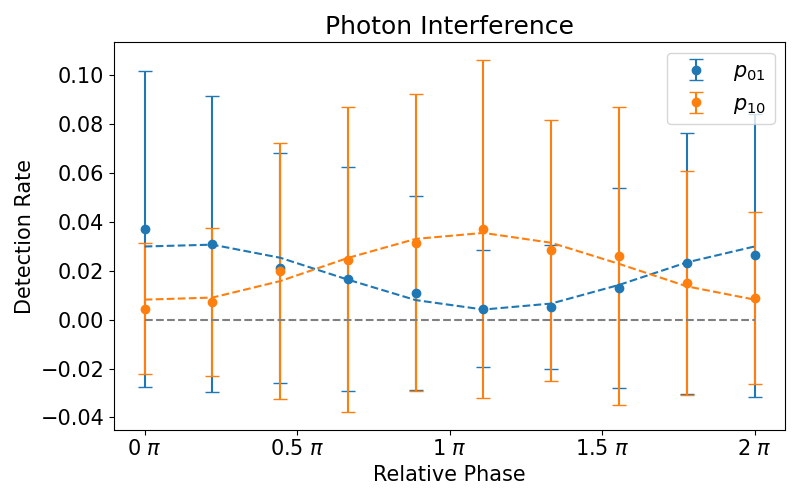 Photon Interference
0.10
0.08
0.06
0.04
0.02
0.00
−0.02
−0.04
Detection Rate
p01
p10
0 π
0.5 π
1 π
1.5 π
2 π
Relative Phase